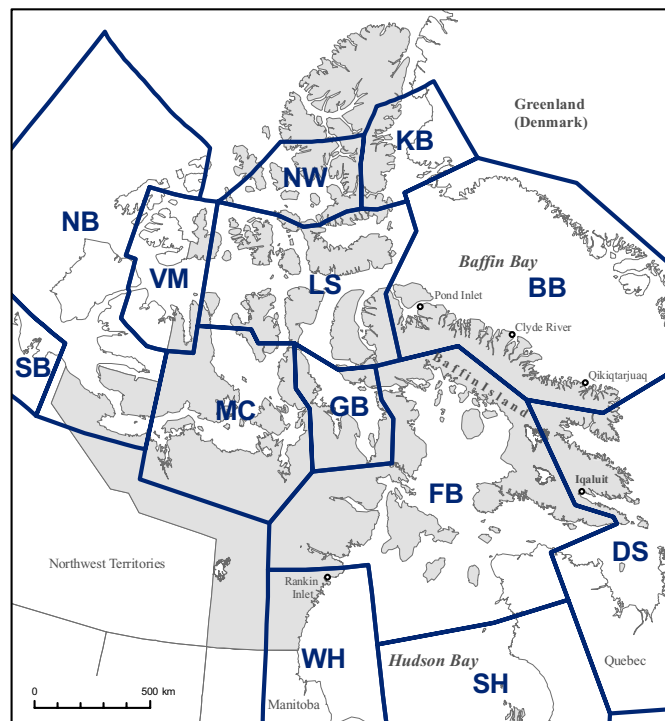 Greenland
(Denmark)
KB
NW
NB
VM
LS
Baffin Bay
BB
Pond Inlet
Clyde River
SB
Baffin Island
Qikiqtarjuaq
MC
GB
Iqaluit
FB
DS
Northwest Territories
Rankin
Inlet
WH
Hudson Bay
SH
Quebec
Manitoba
0
500 km